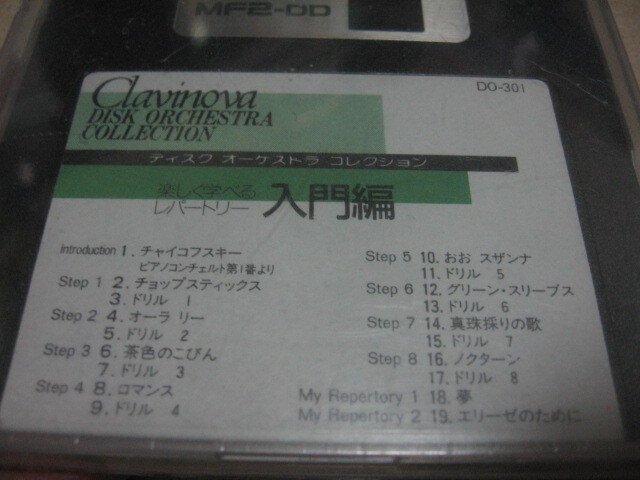 MF2-DD
Clavinova
DISK ORCHESTRA
COLLECTION
DO-301
ディスク オーケストラ コレクション
楽しく学べる
レパートリー 入門編
Introduction 1. チャイコフスキー
ピアノコンチェルト第1番より
Step 1 2. チョップスティックス
3. ドリル 1
Step 2 4. オーラ リー
5. ドリル 2
Step 3 6. 茶色のこびん
7. ドリル 3
Step 4 8. ロマンス
9. ドリル 4
Step 5 10. おお スザンナ
11. ドリル 5
Step 6 12. グリーン・スリーブス
13. ドリル 6
Step 7 14. 真珠採りの歌
15. ドリル 7
Step 8 16. ノクターン
17. ドリル 8
My Repertory 1 18. 夢
My Repertory 2 19. エリーゼのために